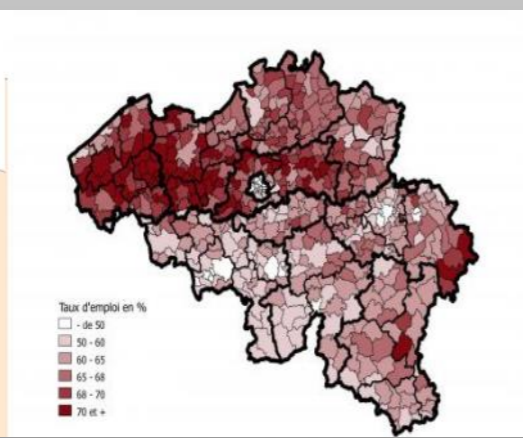 Taux d'emploi en %
- de 50
50 - 60
60 - 65
65 - 68
68 - 70
70 et +